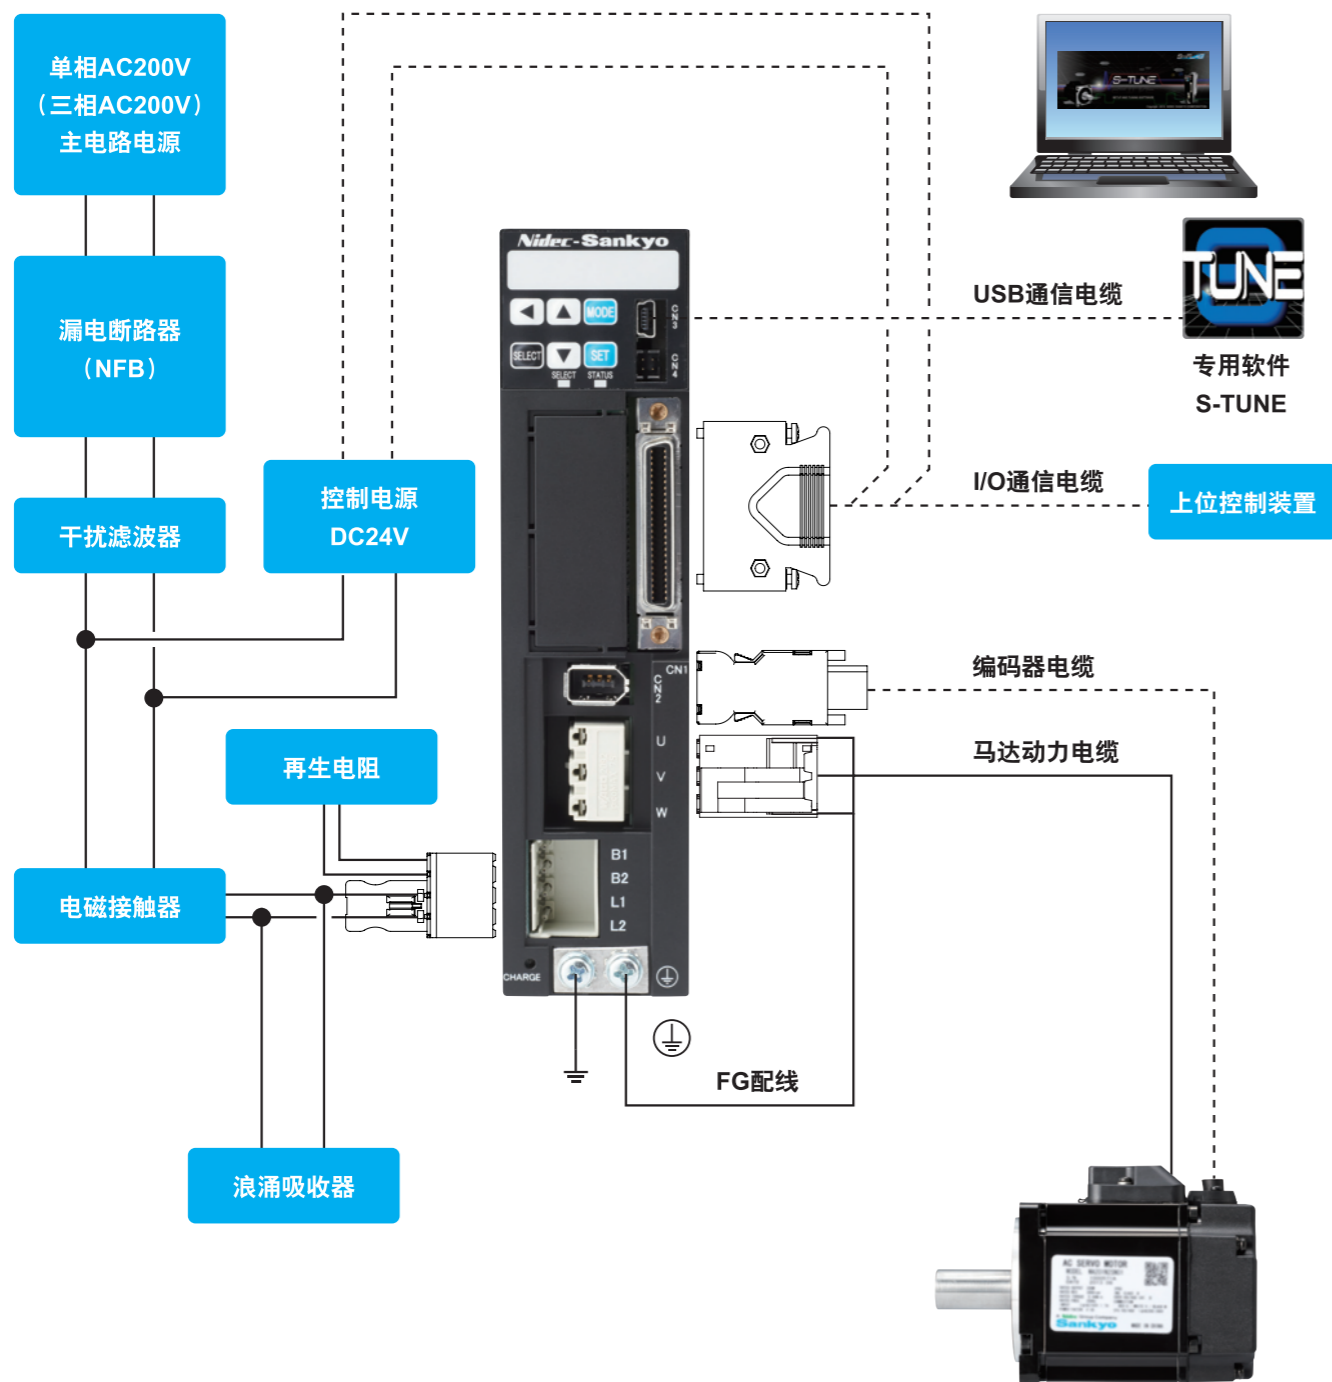 单相AC200V
（三相AC200V）
主电路电源
漏电断路器
（NFB）
干扰滤波器
控制电源
DC24V
再生电阻
电磁接触器
浪涌吸收器
Nidec-Sankyo
MODE
SELECT
SET
SELECT
STATUS
CN3
CN4
CN1
CN2
U
V
W
B1
B2
L1
L2
CHARGE
FG配线
S-TUNE
USB通信电缆
TUNE
专用软件
S-TUNE
I/O通信电缆
上位控制装置
编码器电缆
马达动力电缆
AC SERVO MOTOR
Sankyo